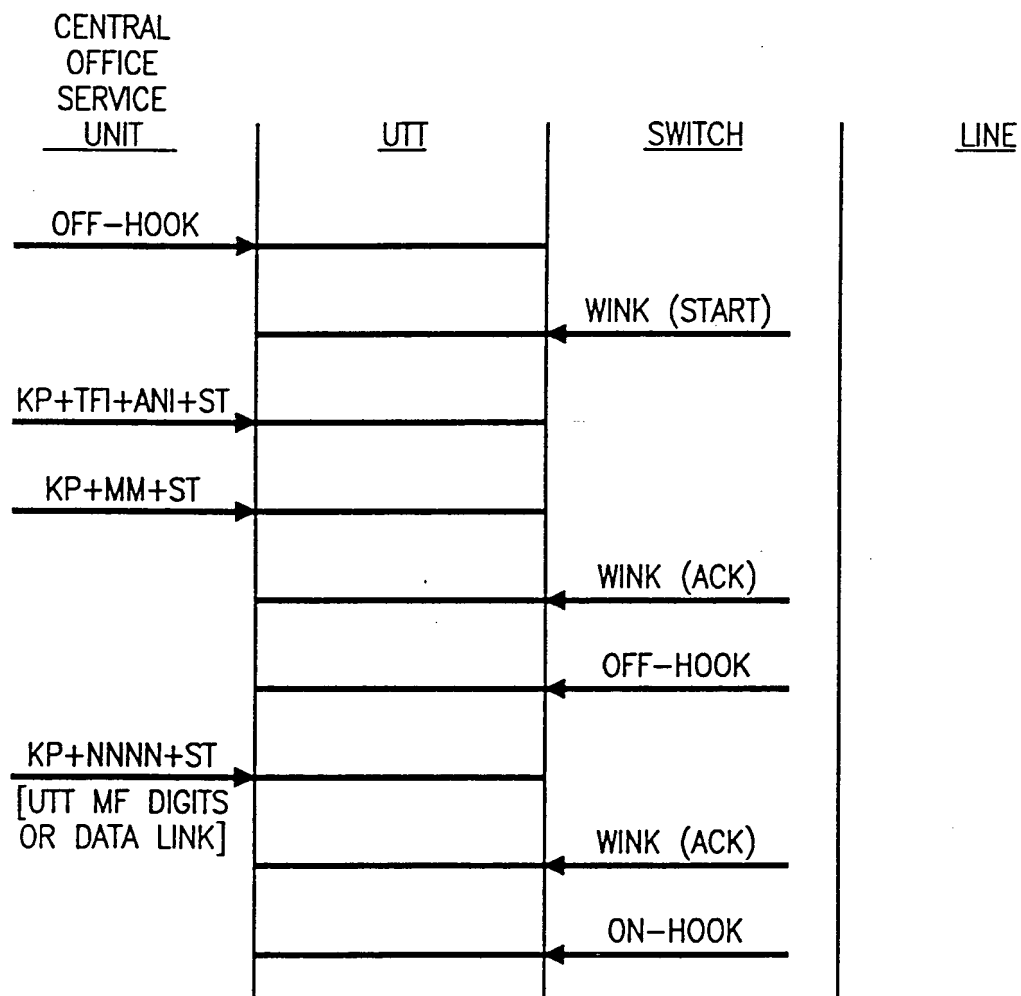 CENTRAL
OFFICE
SERVICE
UNIT
UTT
SWITCH
LINE
OFF-HOOK
WINK (START)
KP+TFI+ANI+ST
KP+MM+ST
WINK (ACK)
OFF-HOOK
KP+NNNN+ST
[UTT MF DIGITS
OR DATA LINK]
WINK (ACK)
ON-HOOK